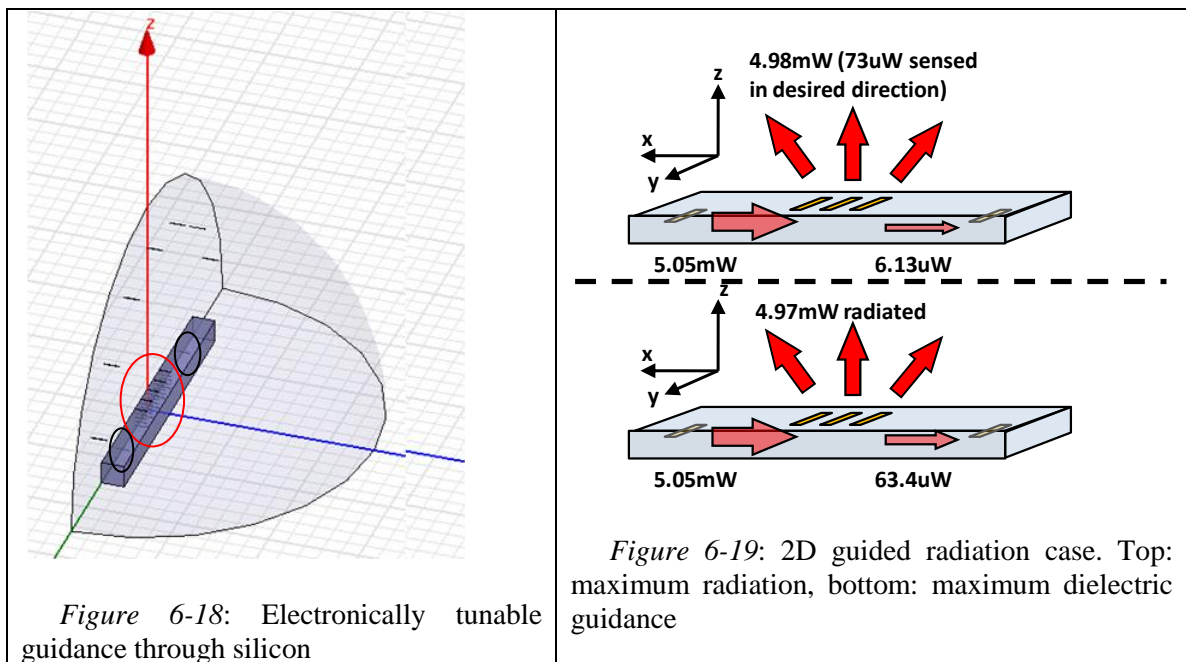 z
Figure 6-18: Electronically tunable
guidance through silicon
4.98mW (73uW sensed
in desired direction)
z
x
y
5.05mW
6.13uW
z
4.97mW radiated
x
y
5.05mW
63.4uW
Figure 6-19: 2D guided radiation case. Top:
maximum radiation, bottom: maximum dielectric
guidance